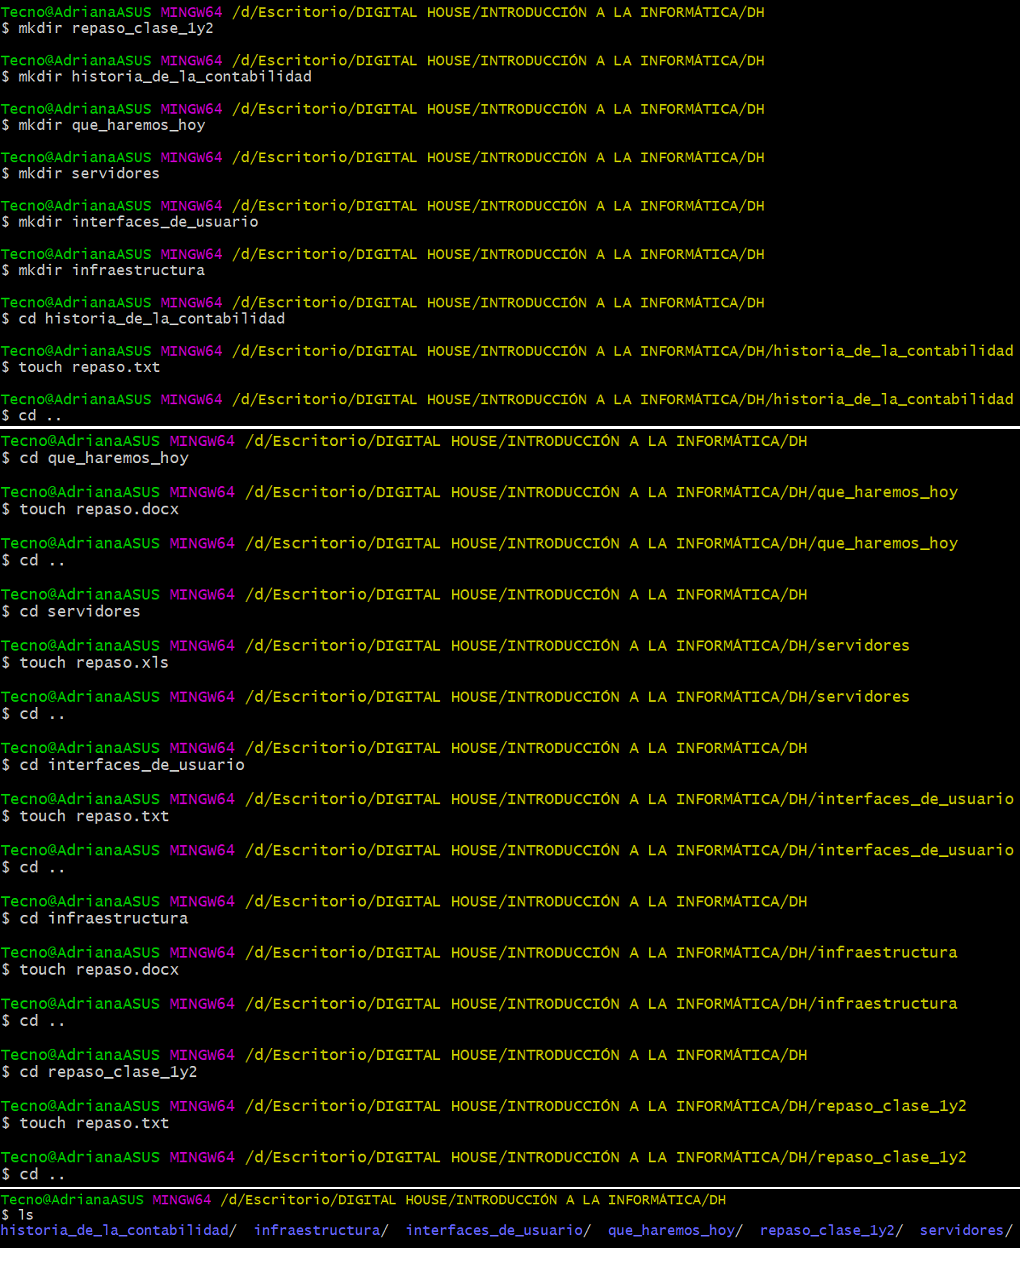 Tecno@AdrianaASUS MINGW64 /d/Escritorio/DIGITAL HOUSE/INTRODUCCIÓN A LA INFORMÁTICA/DH
$ mkdir repaso_clase_1y2
Tecno@AdrianaASUS MINGW64 /d/Escritorio/DIGITAL HOUSE/INTRODUCCIÓN A LA INFORMÁTICA/DH
$ mkdir historia_de_la_contabilidad
Tecno@AdrianaASUS MINGW64 /d/Escritorio/DIGITAL HOUSE/INTRODUCCIÓN A LA INFORMÁTICA/DH
$ mkdir que_haremos_hoy
Tecno@AdrianaASUS MINGW64 /d/Escritorio/DIGITAL HOUSE/INTRODUCCIÓN A LA INFORMÁTICA/DH
$ mkdir servidores
Tecno@AdrianaASUS MINGW64 /d/Escritorio/DIGITAL HOUSE/INTRODUCCIÓN A LA INFORMÁTICA/DH
$ mkdir interfaces_de_usuario
Tecno@AdrianaASUS MINGW64 /d/Escritorio/DIGITAL HOUSE/INTRODUCCIÓN A LA INFORMÁTICA/DH
$ mkdir infraestructura
Tecno@AdrianaASUS MINGW64 /d/Escritorio/DIGITAL HOUSE/INTRODUCCIÓN A LA INFORMÁTICA/DH
$ cd historia_de_la_contabilidad
Tecno@AdrianaASUS MINGW64 /d/Escritorio/DIGITAL HOUSE/INTRODUCCIÓN A LA INFORMÁTICA/DH/historia_de_la_contabilidad
$ touch repaso.txt
Tecno@AdrianaASUS MINGW64 /d/Escritorio/DIGITAL HOUSE/INTRODUCCIÓN A LA INFORMÁTICA/DH/historia_de_la_contabilidad
$ cd ..
Tecno@AdrianaASUS MINGW64 /d/Escritorio/DIGITAL HOUSE/INTRODUCCIÓN A LA INFORMÁTICA/DH
$ cd que_haremos_hoy
Tecno@AdrianaASUS MINGW64 /d/Escritorio/DIGITAL HOUSE/INTRODUCCIÓN A LA INFORMÁTICA/DH/que_haremos_hoy
$ touch repaso.docx
Tecno@AdrianaASUS MINGW64 /d/Escritorio/DIGITAL HOUSE/INTRODUCCIÓN A LA INFORMÁTICA/DH/que_haremos_hoy
$ cd ..
Tecno@AdrianaASUS MINGW64 /d/Escritorio/DIGITAL HOUSE/INTRODUCCIÓN A LA INFORMÁTICA/DH
$ cd servidores
Tecno@AdrianaASUS MINGW64 /d/Escritorio/DIGITAL HOUSE/INTRODUCCIÓN A LA INFORMÁTICA/DH/servidores
$ touch repaso.xls
Tecno@AdrianaASUS MINGW64 /d/Escritorio/DIGITAL HOUSE/INTRODUCCIÓN A LA INFORMÁTICA/DH/servidores
$ cd ..
Tecno@AdrianaASUS MINGW64 /d/Escritorio/DIGITAL HOUSE/INTRODUCCIÓN A LA INFORMÁTICA/DH
$ cd interfaces_de_usuario
Tecno@AdrianaASUS MINGW64 /d/Escritorio/DIGITAL HOUSE/INTRODUCCIÓN A LA INFORMÁTICA/DH/interfaces_de_usuario
$ touch repaso.txt
Tecno@AdrianaASUS MINGW64 /d/Escritorio/DIGITAL HOUSE/INTRODUCCIÓN A LA INFORMÁTICA/DH/interfaces_de_usuario
$ cd ..
Tecno@AdrianaASUS MINGW64 /d/Escritorio/DIGITAL HOUSE/INTRODUCCIÓN A LA INFORMÁTICA/DH
$ cd infraestructura
Tecno@AdrianaASUS MINGW64 /d/Escritorio/DIGITAL HOUSE/INTRODUCCIÓN A LA INFORMÁTICA/DH/infraestructura
$ touch repaso.docx
Tecno@AdrianaASUS MINGW64 /d/Escritorio/DIGITAL HOUSE/INTRODUCCIÓN A LA INFORMÁTICA/DH/infraestructura
$ cd ..
Tecno@AdrianaASUS MINGW64 /d/Escritorio/DIGITAL HOUSE/INTRODUCCIÓN A LA INFORMÁTICA/DH
$ cd repaso_clase_1y2
Tecno@AdrianaASUS MINGW64 /d/Escritorio/DIGITAL HOUSE/INTRODUCCIÓN A LA INFORMÁTICA/DH/repaso_clase_1y2
$ touch repaso.txt
Tecno@AdrianaASUS MINGW64 /d/Escritorio/DIGITAL HOUSE/INTRODUCCIÓN A LA INFORMÁTICA/DH/repaso_clase_1y2
$ cd ..
Tecno@AdrianaASUS MINGW64 /d/Escritorio/DIGITAL HOUSE/INTRODUCCIÓN A LA INFORMÁTICA/DH
$ ls
historia_de_la_contabilidad/ infraestructura/ interfaces_de_usuario/ que_haremos_hoy/ repaso_clase_1y2/ servidores/